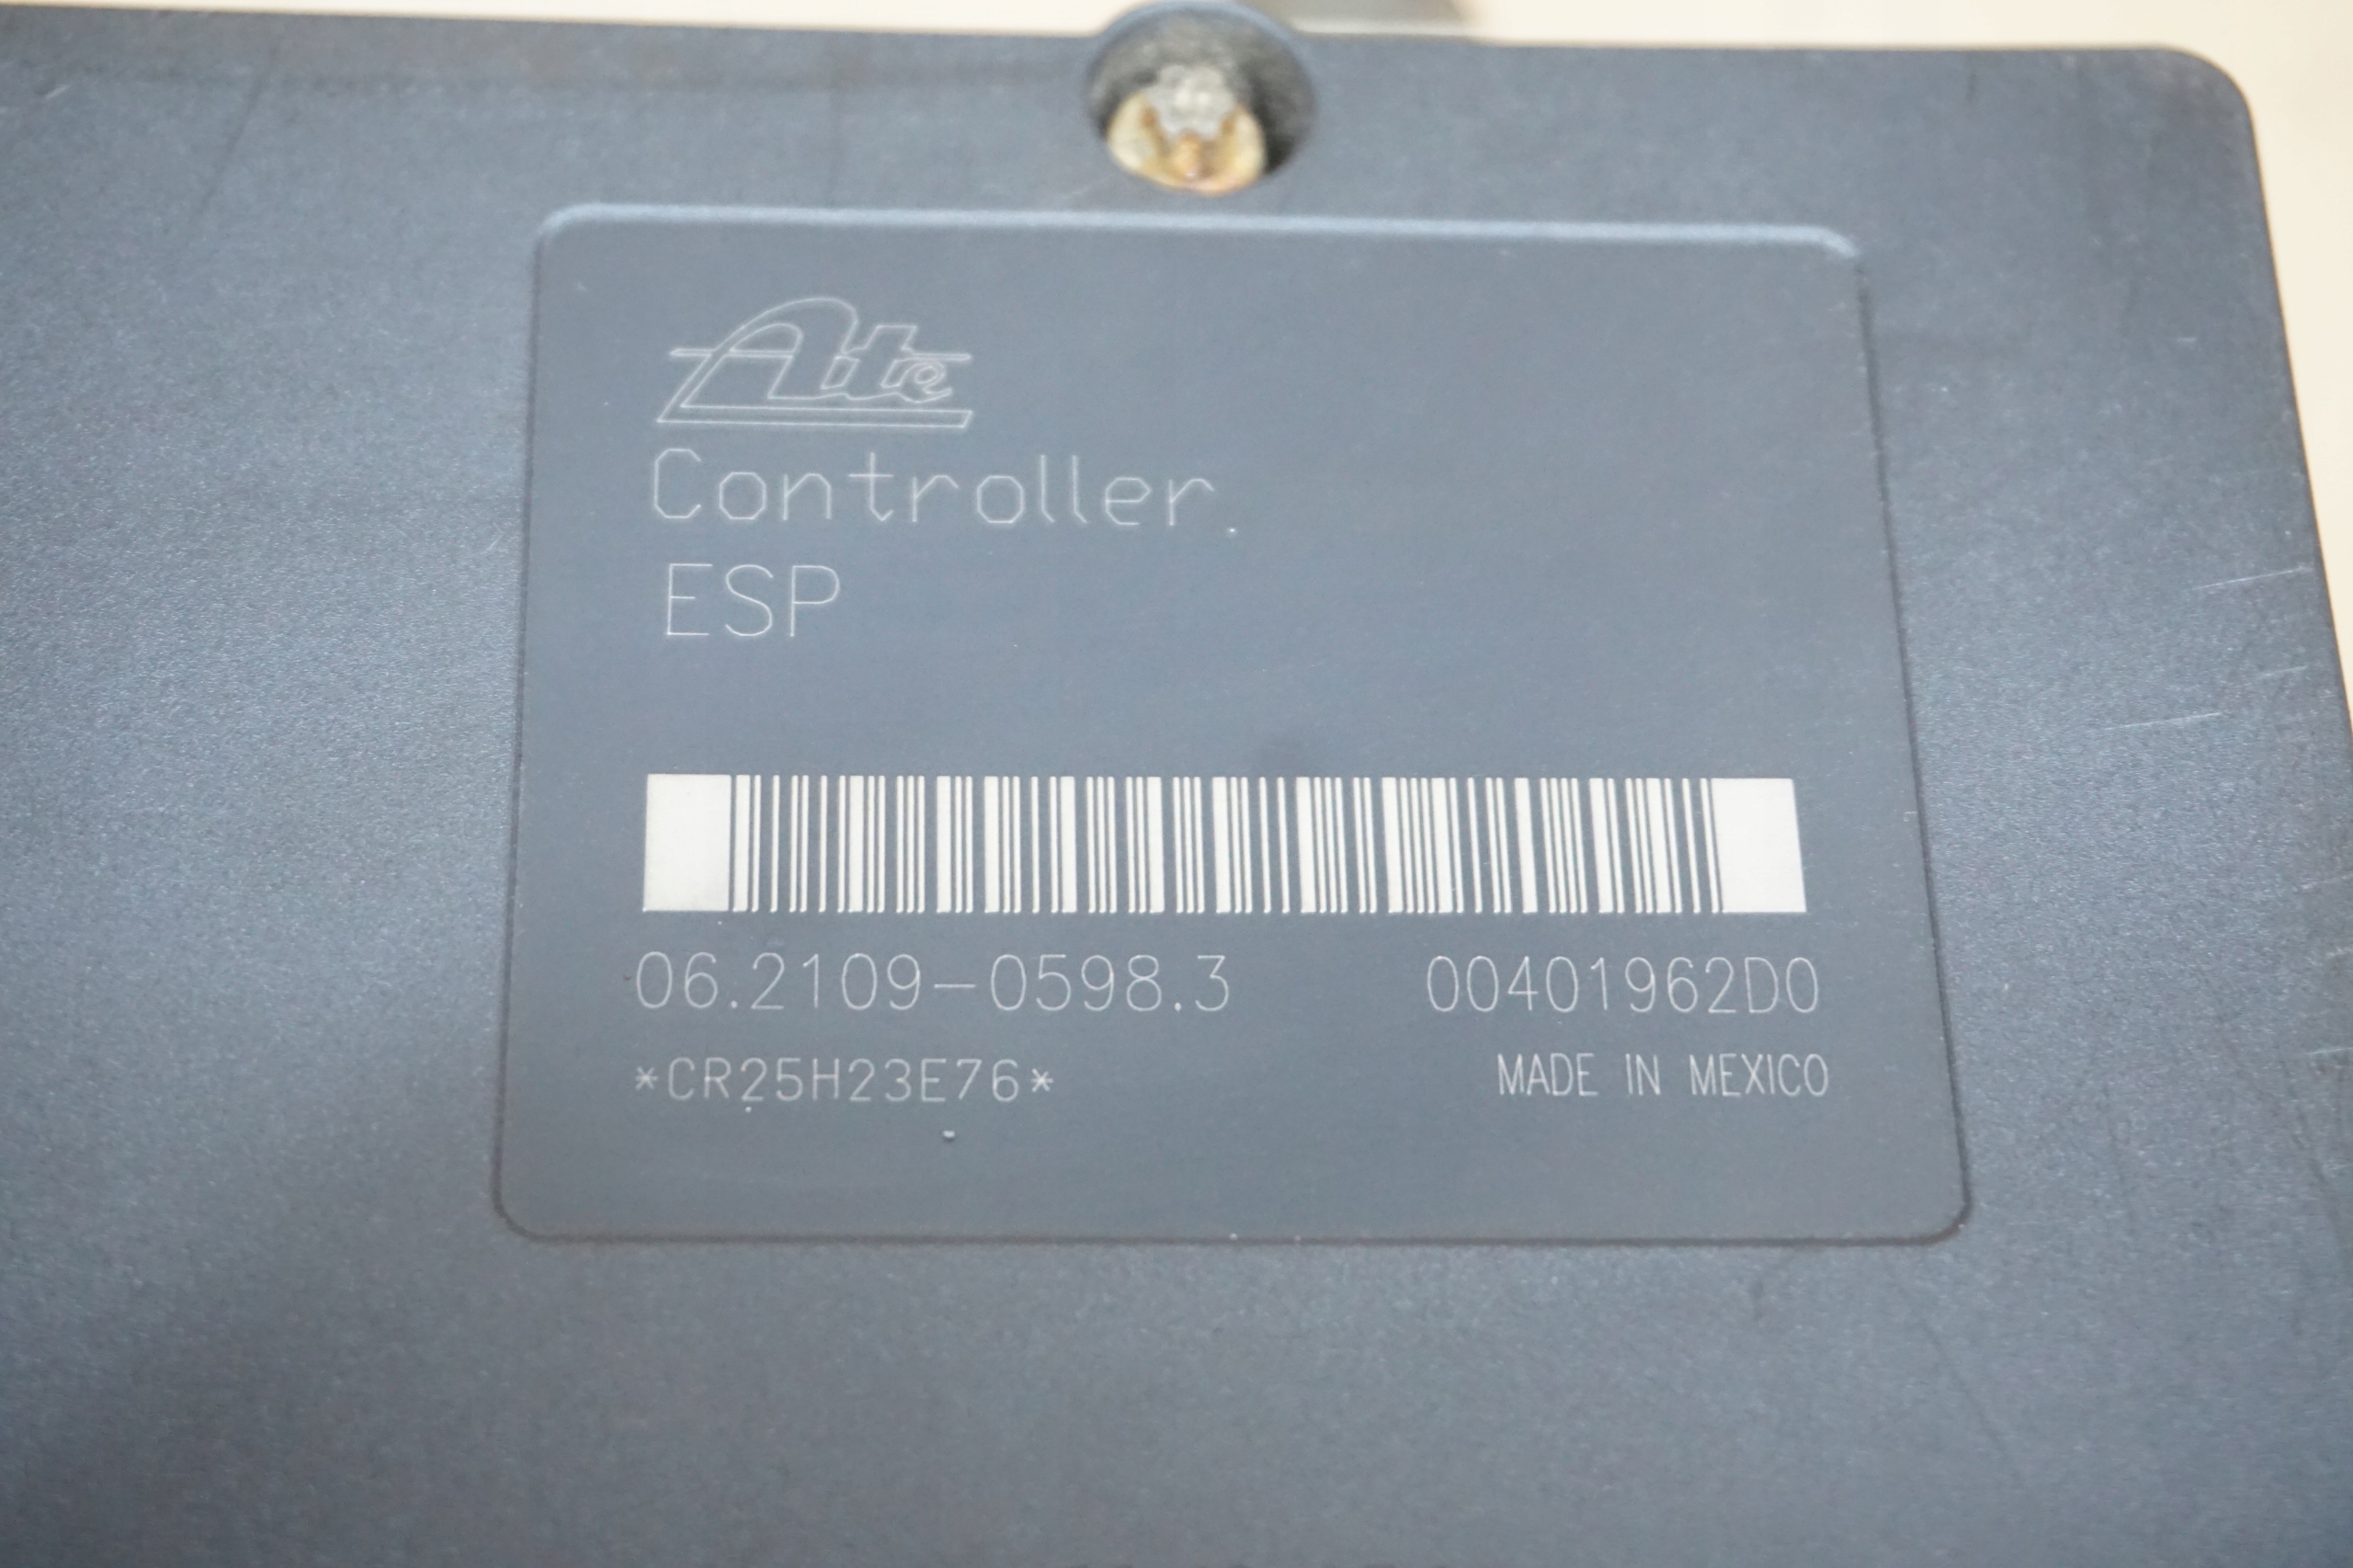 Ate
Controller.
ESP
06.2109-0598.3 00401962D0
*CR25H23E76* MADE IN MEXICO